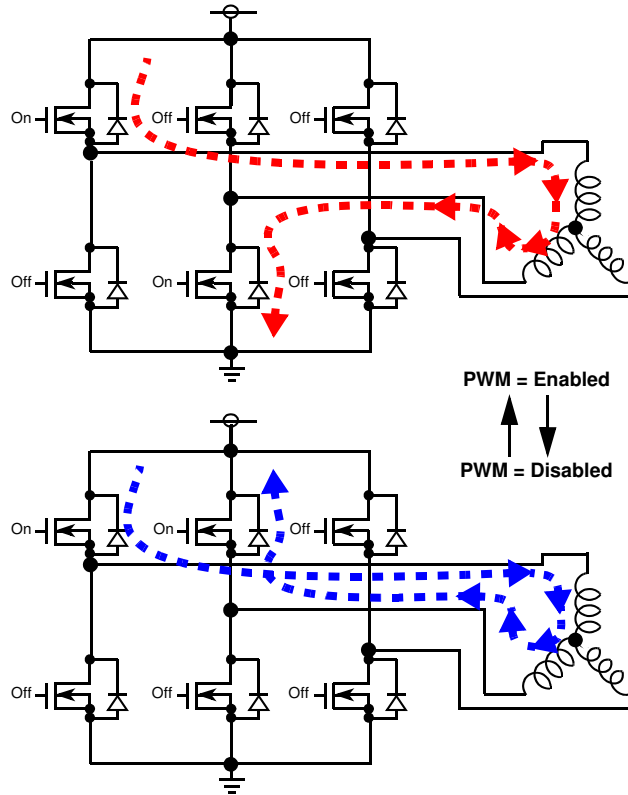 On
Off
Off
Off
On
Off
PWM = Enabled
PWM = Disabled
On
On
Off
Off
Off
Off